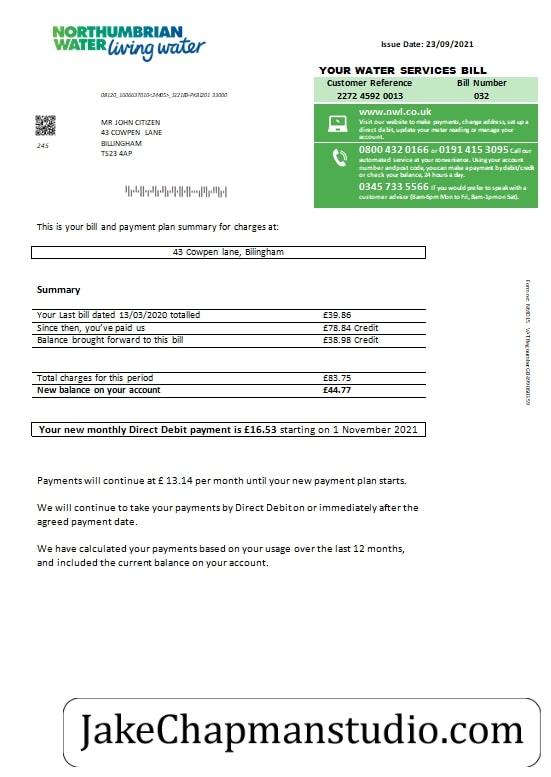 NORTHUMBRIAN
WATER living water
Issue Date: 23/09/2021
YOUR WATER SERVICES BILL
Customer Reference Bill Number
2272 4592 0013 032
www.nwl.co.uk
Visit our website to make payments, change address, set up a
direct debit, update your meter reading or manage your
account.
0800 432 0166 or 0191 415 3095 Call our
automated service at your convenience. Using your account
number and post code, you can make a payment by debit/credit
or check your balance, 24 hours a day.
0345 733 5566 If you would prefer to speak with a
customer advisor (8am-6pm Mon to Fri, 8am-1pm on Sat).
245
MR JOHN CITIZEN
43 COWPEN LANE
BILLINGHAM
TS23 4AP
This is your bill and payment plan summary for charges at:
43 Cowpen lane, Bilingham
Summary
Your Last bill dated 13/03/2020 totalled £39.86
Since then, you've paid us £78.84 Credit
Balance brought forward to this bill £38.98 Credit
Total charges for this period £83.75
New balance on your account £44.77
Your new monthly Direct Debit payment is £16.53 starting on 1 November 2021
Payments will continue at £ 13.14 per month until your new payment plan starts.
We will continue to take your payments by Direct Debit on or immediately after the
agreed payment date.
We have calculated your payments based on your usage over the last 12 months,
and included the current balance on your account.
JakeChapmanstudio.com